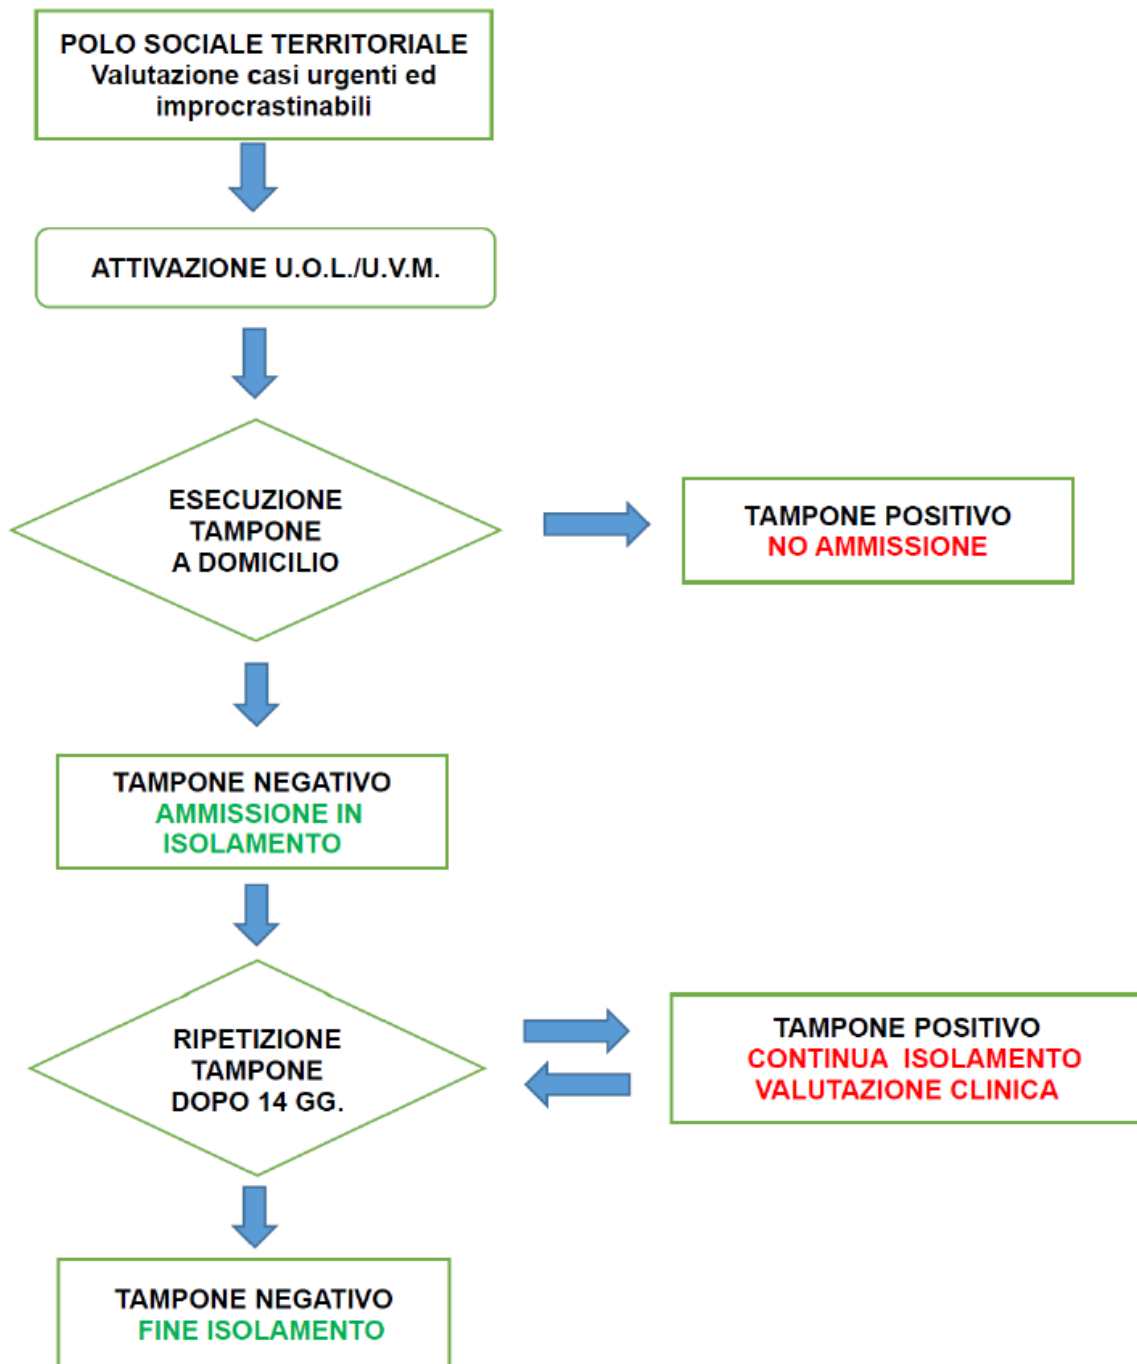 POLO SOCIALE TERRITORIALE
Valutazione casi urgenti ed
improcrastinabili
ATTIVAZIONE U.O.L./U.V.M.
ESECUZIONE
TAMPONE
A DOMICILIO
TAMPONE POSITIVO
NO AMMISSIONE
TAMPONE NEGATIVO
AMMISSIONE IN
ISOLAMENTO
RIPETIZIONE
TAMPONE
DOPO 14 GG.
TAMPONE POSITIVO
CONTINUA ISOLAMENTO
VALUTAZIONE CLINICA
TAMPONE NEGATIVO
FINE ISOLAMENTO